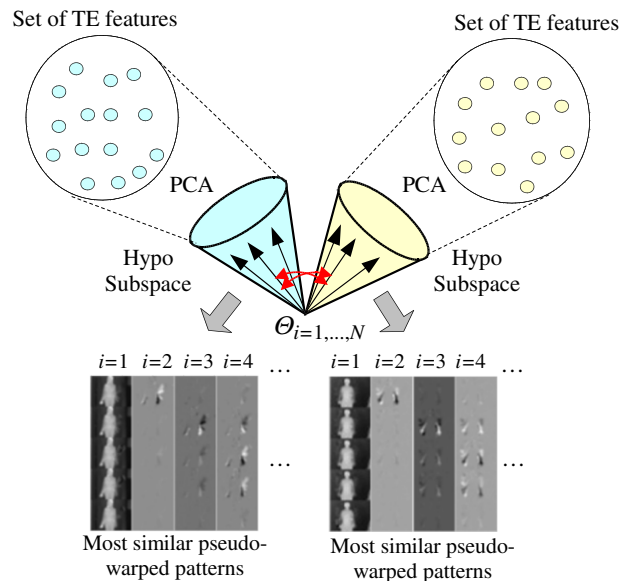 Set of TE features
Set of TE features
PCA
PCA
Hypo
Subspace
Hypo
Subspace
Θi=1,...,N
i=1 i=2 i=3 i=4 ...
i=1 i=2 i=3 i=4 ...
...
...
Most similar pseudo-
warped patterns
Most similar pseudo-
warped patterns